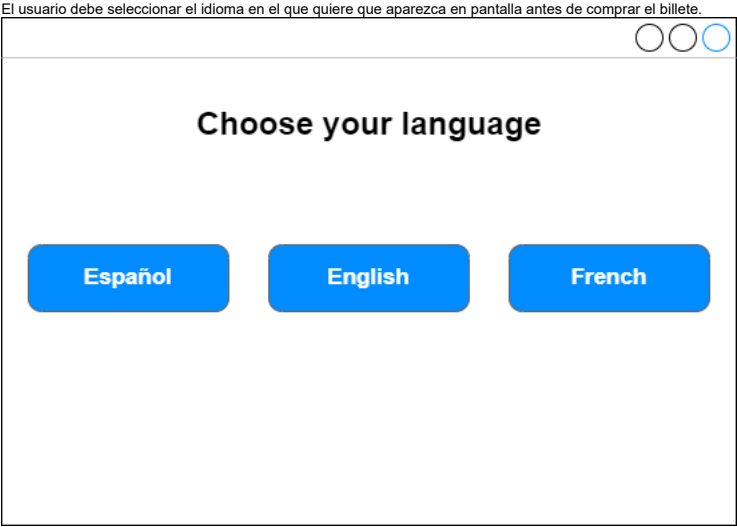 El usuario debe seleccionar el idioma en el que quiere que aparezca en pantalla antes de comprar el billete.
Choose your language
Español
English
French